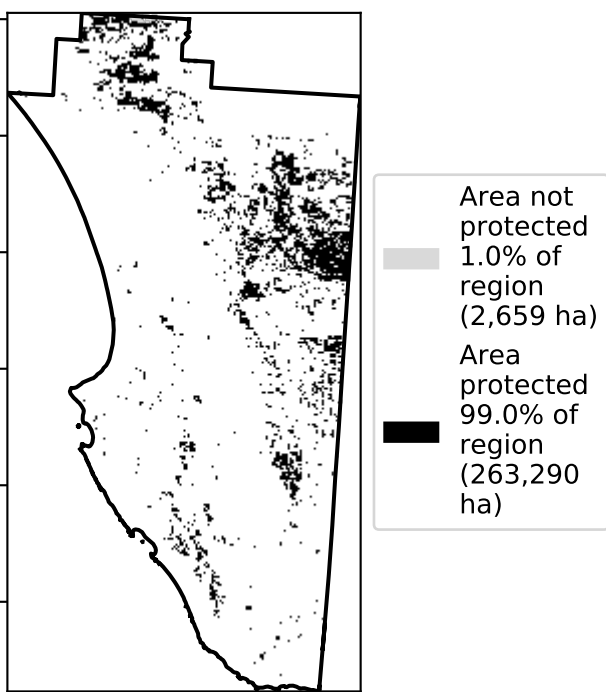 Area not
protected
1.0% of
region
(2,659 ha)
Area
protected
99.0% of
region
(263,290
ha)